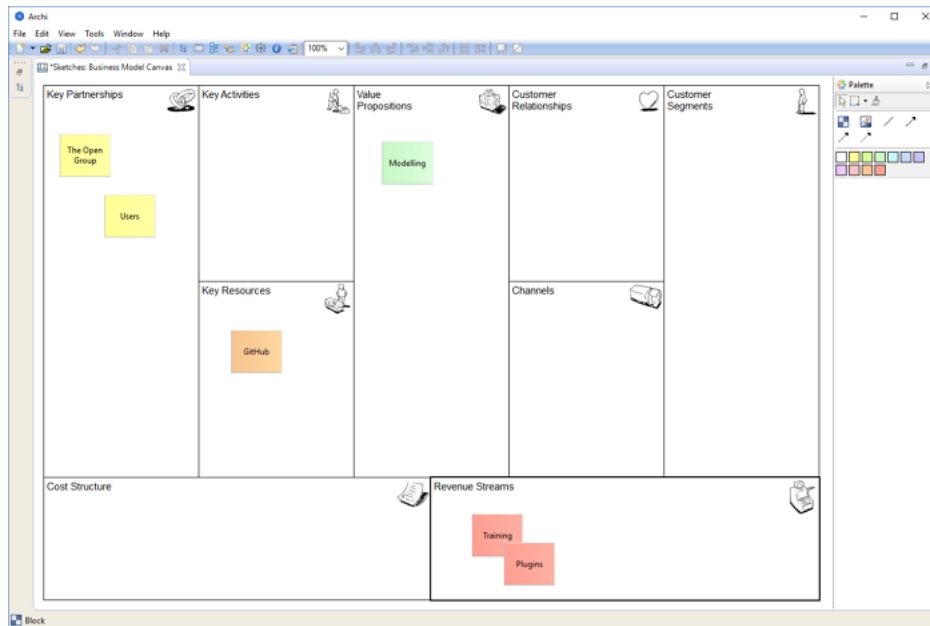 Archi
File Edit View Tools Window Help
100%
*Sketches: Business Model Canvas
Palette
Key Partnerships
Key Activities
Value
Propositions
Customer
Relationships
Customer
Segments
The Open
Group
Modelling
Users
Key Resources
Channels
GitHub
Cost Structure
Revenue Streams
Training
Plugins
Block